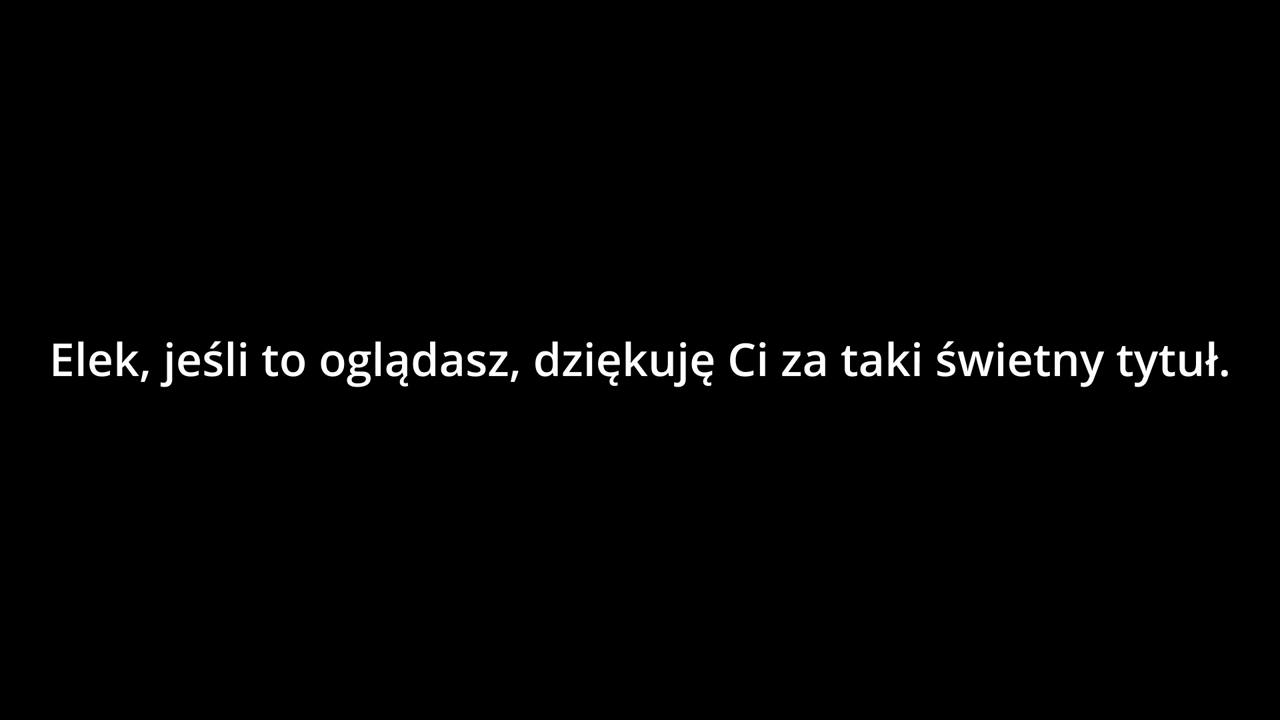 Elek, jeśli to oglądasz, dziękuję Ci za taki świetny tytuł.